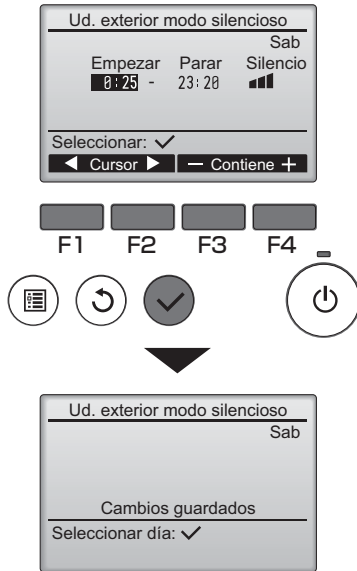 Ud. exterior modo silencioso
Sab
Empezar Parar Silencio
0:25 - 23:20
Seleccionar: ✓
◀ Cursor ▶ — Contiene +
F1 F2 F3 F4
Ud. exterior modo silencioso
Sab
Cambios guardados
Seleccionar día: ✓